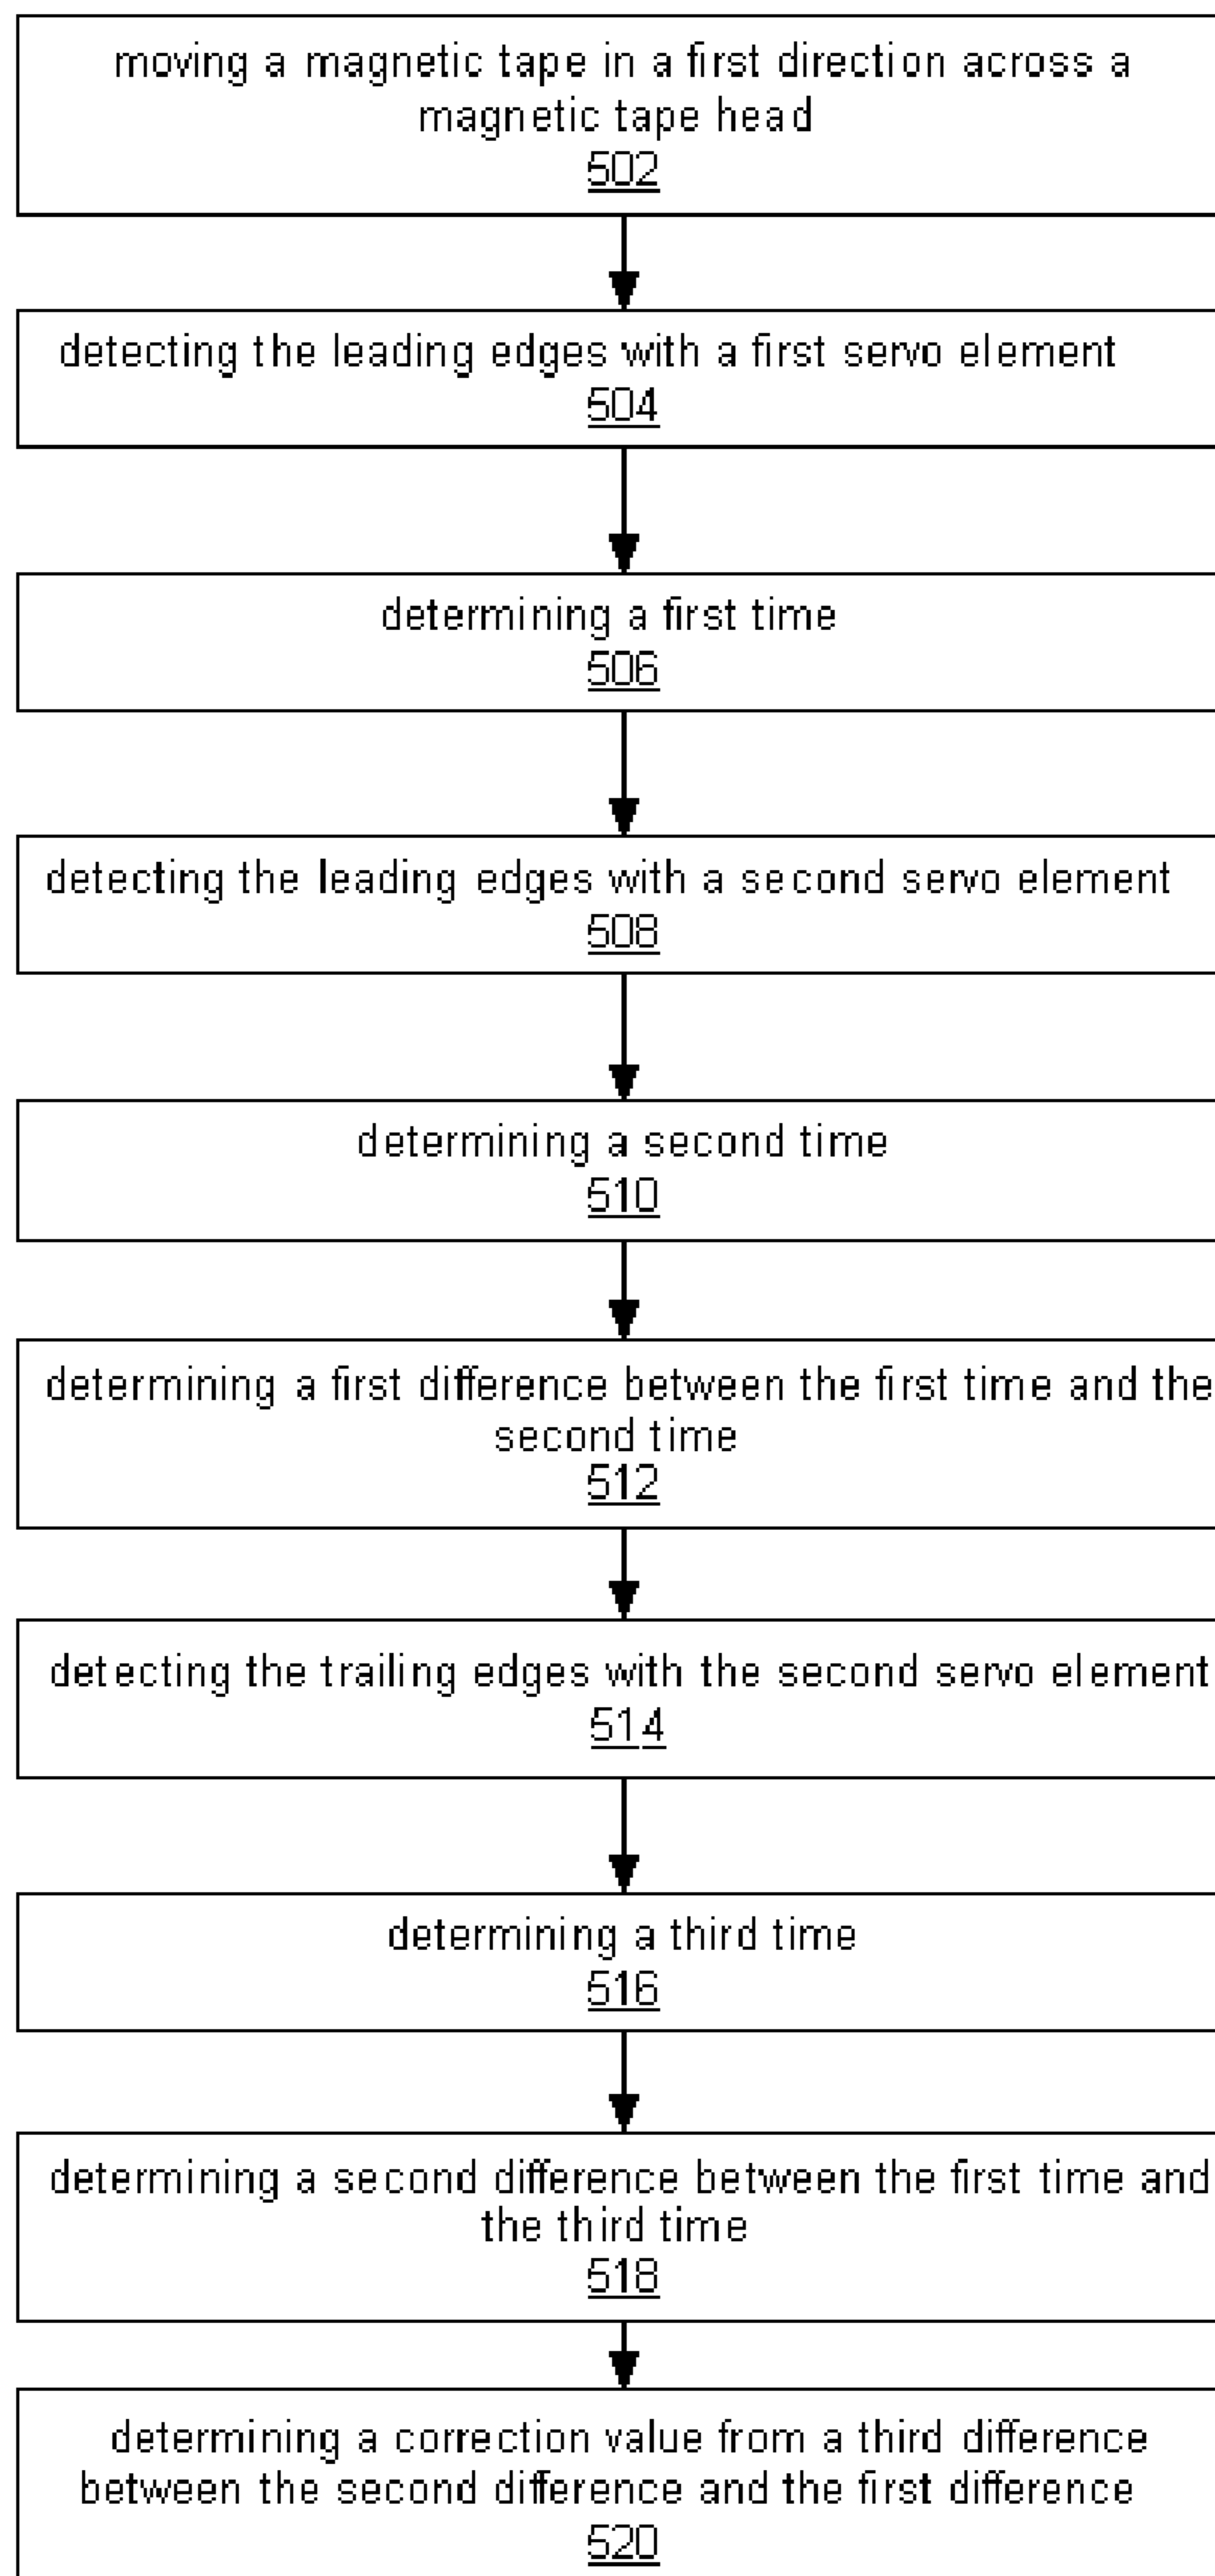 moving a magnetic tape in a first direction across a
magnetic tape head
502
detecting the leading edges with a first servo element
504
determining a first time
506
detecting the leading edges with a second servo element
508
determining a second time
510
determining a first difference between the first time and the
second time
512
detecting the trailing edges with the second servo element
514
determining a third time
516
determining a second difference between the first time and
the third time
518
determining a correction value from a third difference
between the second difference and the first difference
520